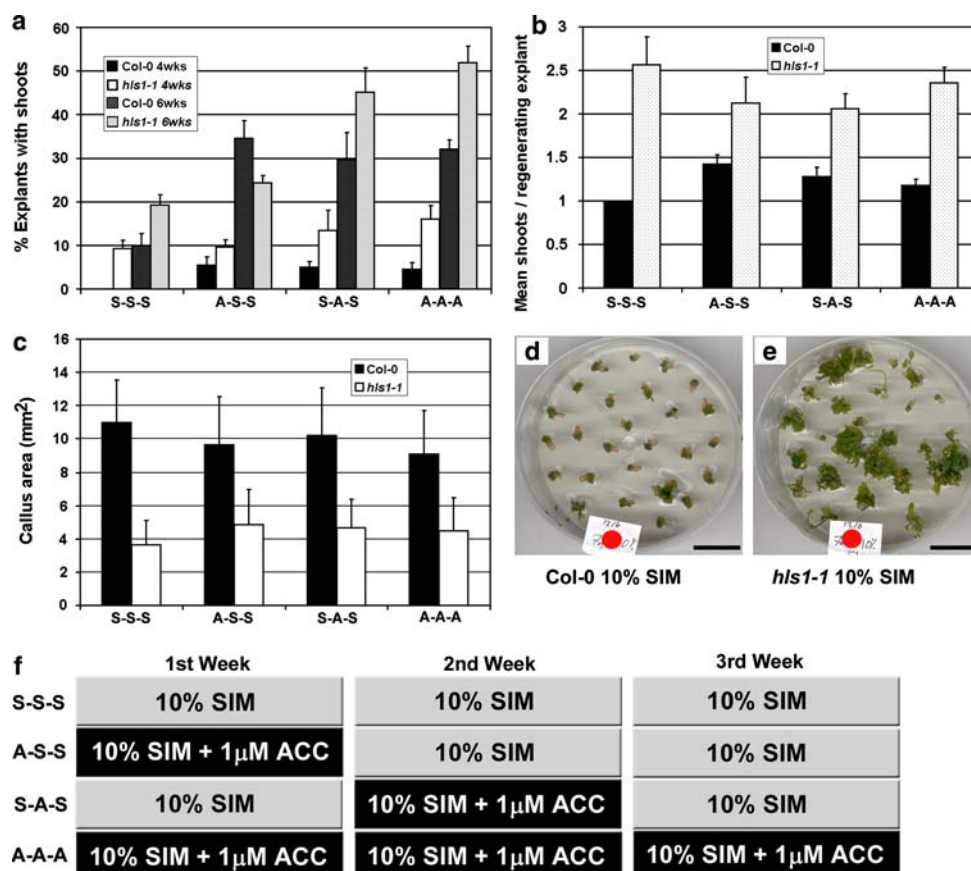 a
60
50
40
30
20
10
0
% Explants with shoots
Col-0 4wks
hls1-1 4wks
Col-0 6wks
hls1-1 6wks
S-S-S A-S-S S-A-S A-A-A
b
3
2.5
2
1.5
1
0.5
0
Mean shoots / regenerating explant
Col-0
hls1-1
S-S-S A-S-S S-A-S A-A-A
c
16
14
12
10
8
6
4
2
0
Callus area (mm²)
Col-0
hls1-1
S-S-S A-S-S S-A-S A-A-A
d
Col-0 10% SIM
e
10%
hls1-1 10% SIM
f
1st Week 2nd Week 3rd Week
S-S-S 10% SIM 10% SIM 10% SIM
A-S-S 10% SIM + 1µM ACC 10% SIM 10% SIM
S-A-S 10% SIM 10% SIM + 1µM ACC 10% SIM
A-A-A 10% SIM + 1µM ACC 10% SIM + 1µM ACC 10% SIM + 1µM ACC